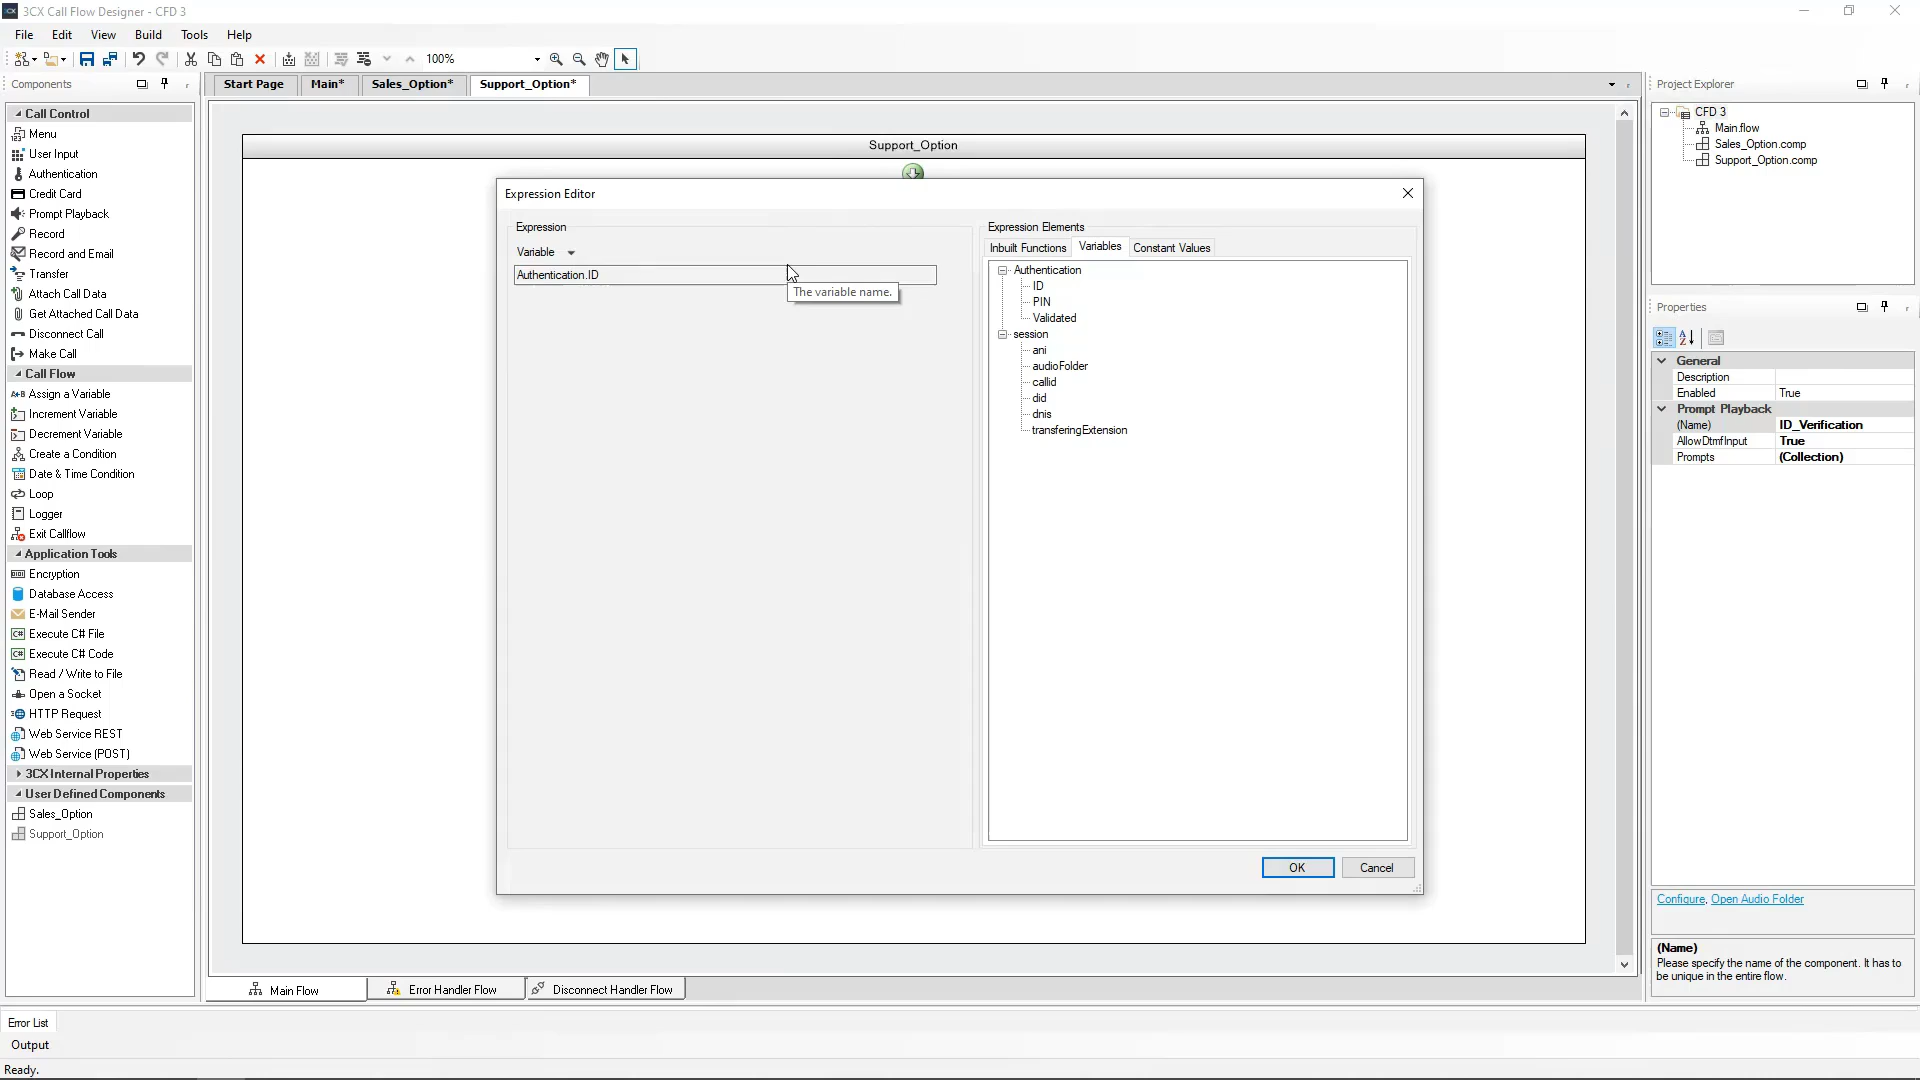 3CX Call Flow Designer - CFD 3
File Edit View Build Tools Help
100%
Components
Call Control
Menu
User Input
Authentication
Credit Card
Prompt Playback
Record
Record and Email
Transfer
Attach Call Data
Get Attached Call Data
Disconnect Call
Make Call
Call Flow
Assign a Variable
Increment Variable
Decrement Variable
Create a Condition
Date & Time Condition
Loop
Logger
Exit Callflow
Application Tools
Encryption
Database Access
E-Mail Sender
Execute C# File
Execute C# Code
Read / Write to File
Open a Socket
HTTP Request
Web Service REST
Web Service (POST)
3CX Internal Properties
User Defined Components
Sales_Option
Support_Option
Start Page Main* Sales_Option* Support_Option*
Support_Option
Expression Editor
Expression
Variable
Authentication.ID
The variable name.
Expression Elements
Inbuilt Functions Variables Constant Values
Authentication
ID
PIN
Validated
session
ani
audioFolder
callid
did
dnis
transferingExtension
OK Cancel
Main Flow Error Handler Flow Disconnect Handler Flow
Project Explorer
CFD 3
Main.flow
Sales_Option.comp
Support_Option.comp
Properties
General
Description
Enabled True
Prompt Playback
(Name) ID_Verification
AllowDtmfInput True
Prompts (Collection)
Configure, Open Audio Folder
(Name)
Please specify the name of the component. It has to
be unique in the entire flow.
Error List
Output
Ready.